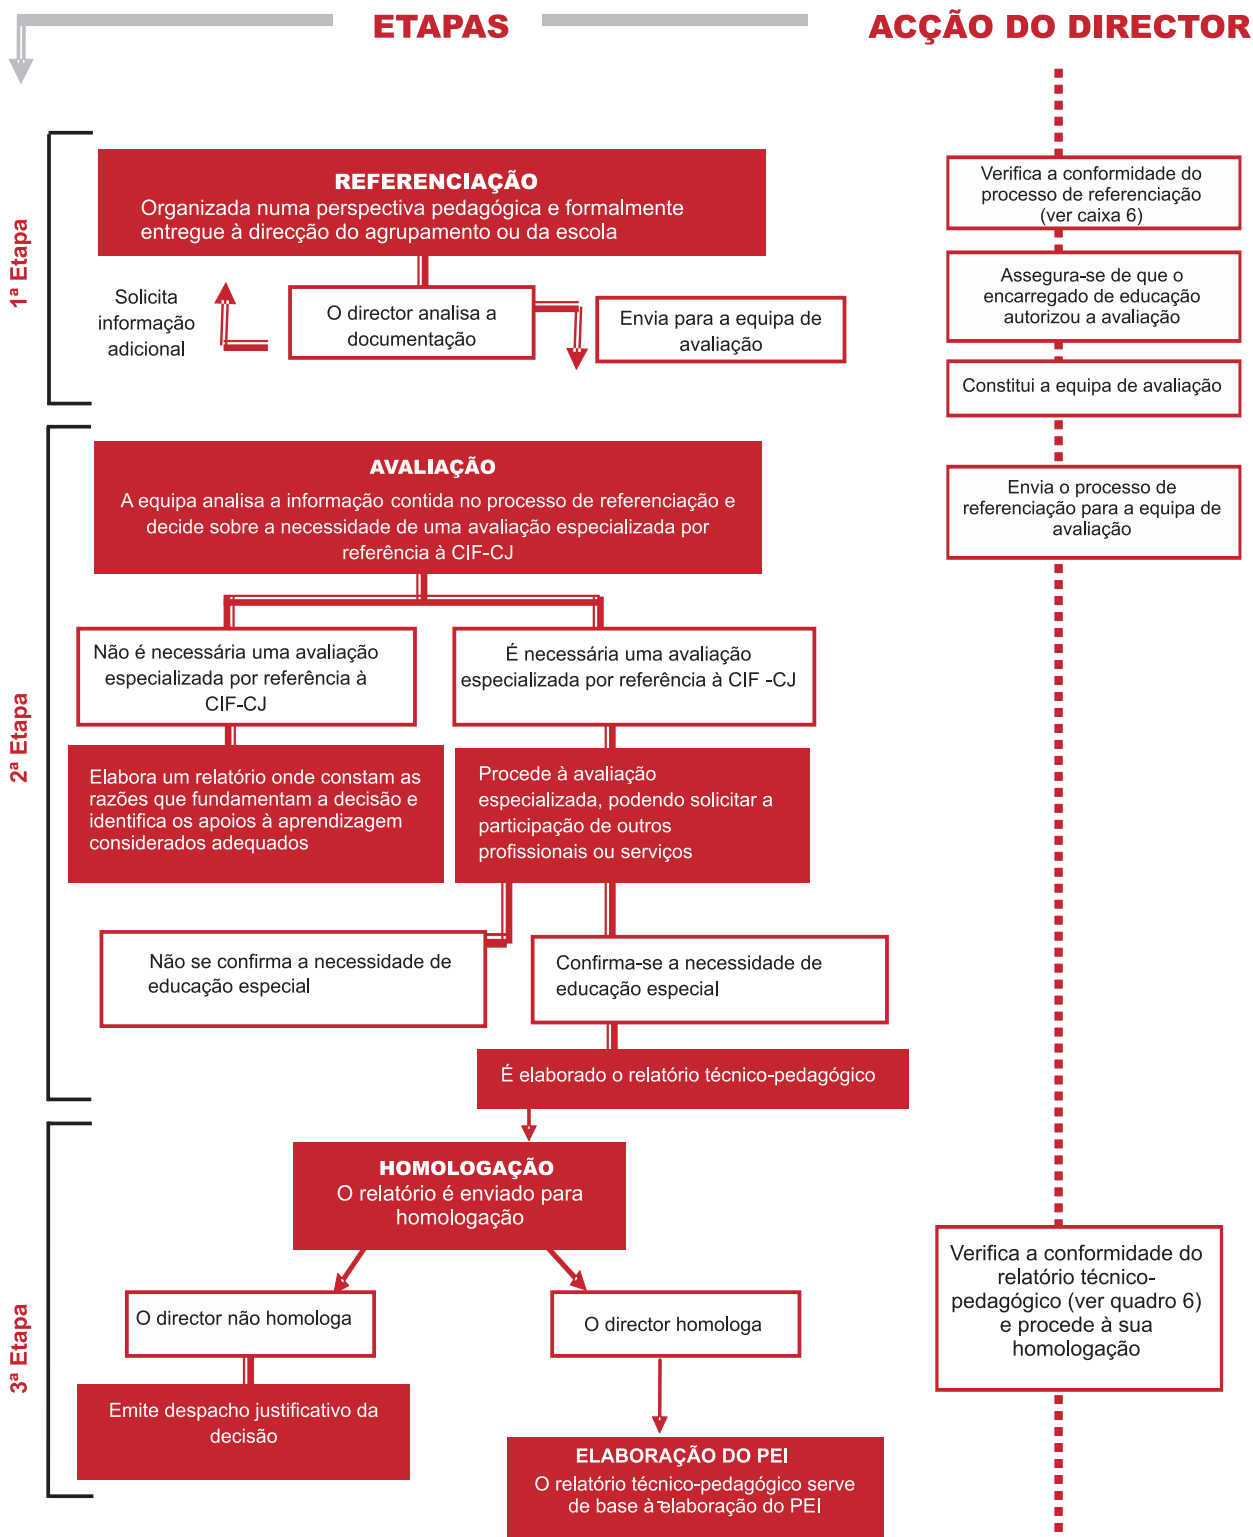 ETAPAS
ACÇÃO DO DIRECTOR
1ª Etapa
REFERENCIAÇÃO
Organizada numa perspectiva pedagógica e formalmente
entregue à direcção do agrupamento ou da escola
Solicita
informação
adicional
O director analisa a
documentação
Envia para a equipa de
avaliação
Verifica a conformidade do
processo de referenciação
(ver caixa 6)
Assegura-se de que o
encarregado de educação
autorizou a avaliação
Constitui a equipa de avaliação
2ª Etapa
AVALIAÇÃO
A equipa analisa a informação contida no processo de referenciação e
decide sobre a necessidade de uma avaliação especializada por
referência à CIF-CJ
Envia o processo de
referenciação para a equipa de
avaliação
Não é necessária uma avaliação
especializada por referência à
CIF-CJ
É necessária uma avaliação
especializada por referência à CIF -CJ
Elabora um relatório onde constam as
razões que fundamentam a decisão e
identifica os apoios à aprendizagem
considerados adequados
Procede à avaliação
especializada, podendo solicitar a
participação de outros
profissionais ou serviços
Não se confirma a necessidade de
educação especial
Confirma-se a necessidade de
educação especial
É elaborado o relatório técnico-pedagógico
3ª Etapa
HOMOLOGAÇÃO
O relatório é enviado para
homologação
O director não homologa
O director homologa
Emite despacho justificativo da
decisão
ELABORAÇÃO DO PEI
O relatório técnico-pedagógico serve
de base à elaboração do PEI
Verifica a conformidade do
relatório técnico-
pedagógico (ver quadro 6)
e procede à sua
homologação